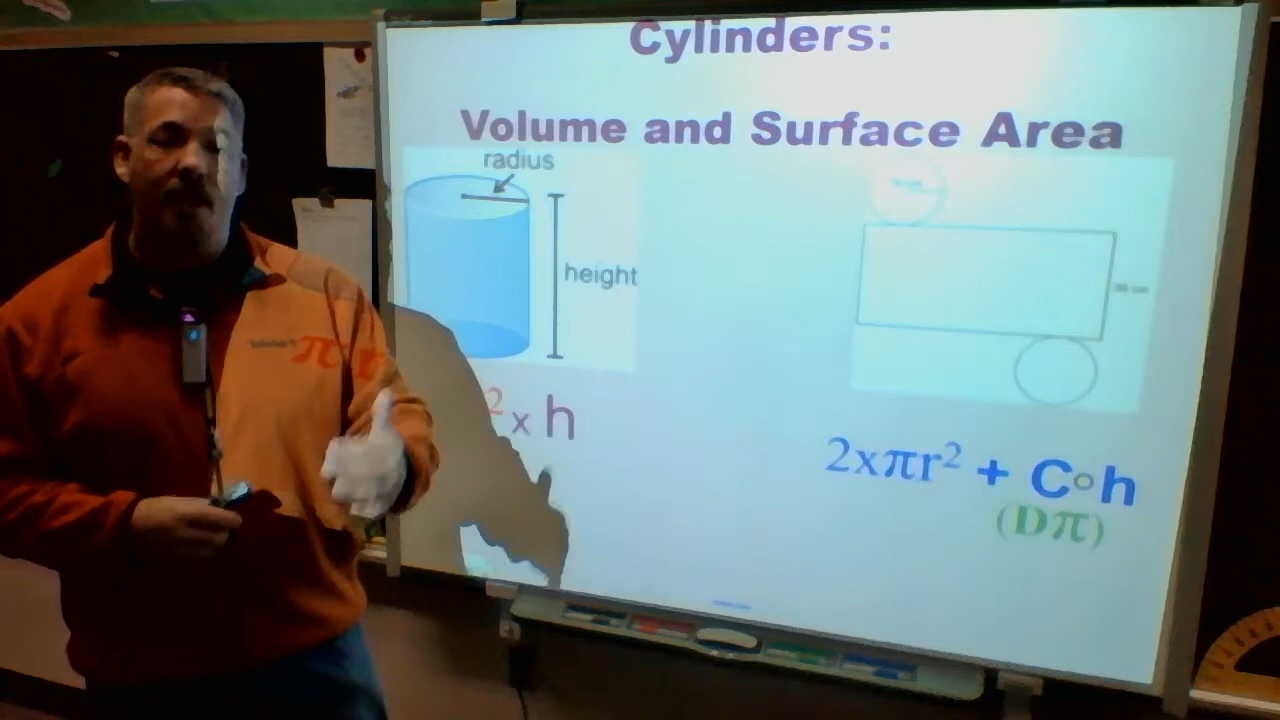 Cylinders:
Volume and Surface Area
radius
height
2 x h
2xπr² + C∘h
(Dπ)
π